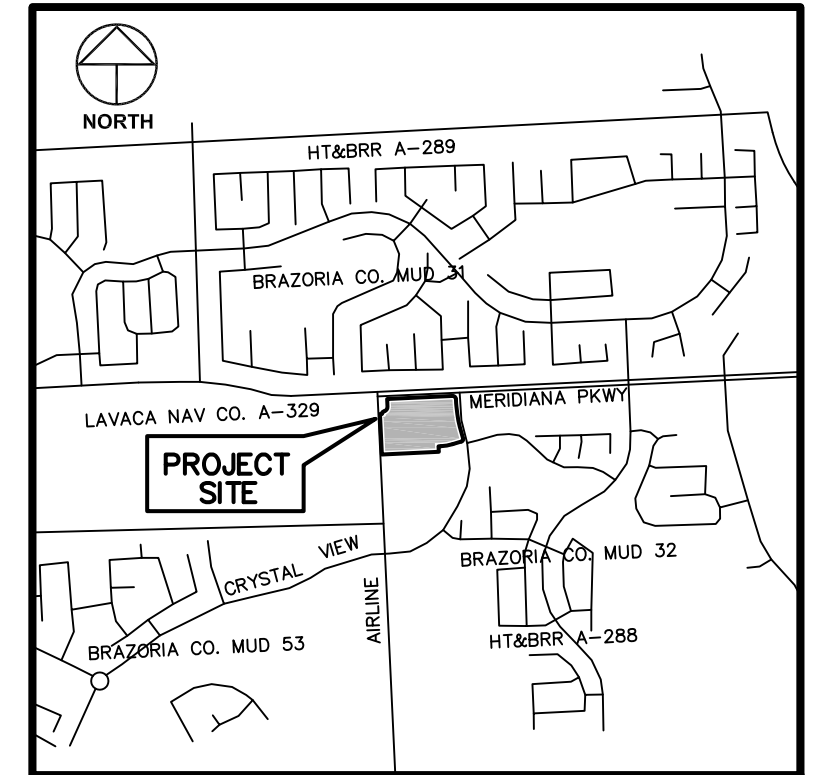 NORTH
HT&BRR A-289
BRAZORIA CO. MUD 31
MERIDIANA PKWY
LAVACA NAV CO. A-329
PROJECT
SITE
CRYSTAL VIEW
BRAZORIA CO. MUD 32
AIRLINE
HT&BRR A-288
BRAZORIA CO. MUD 53